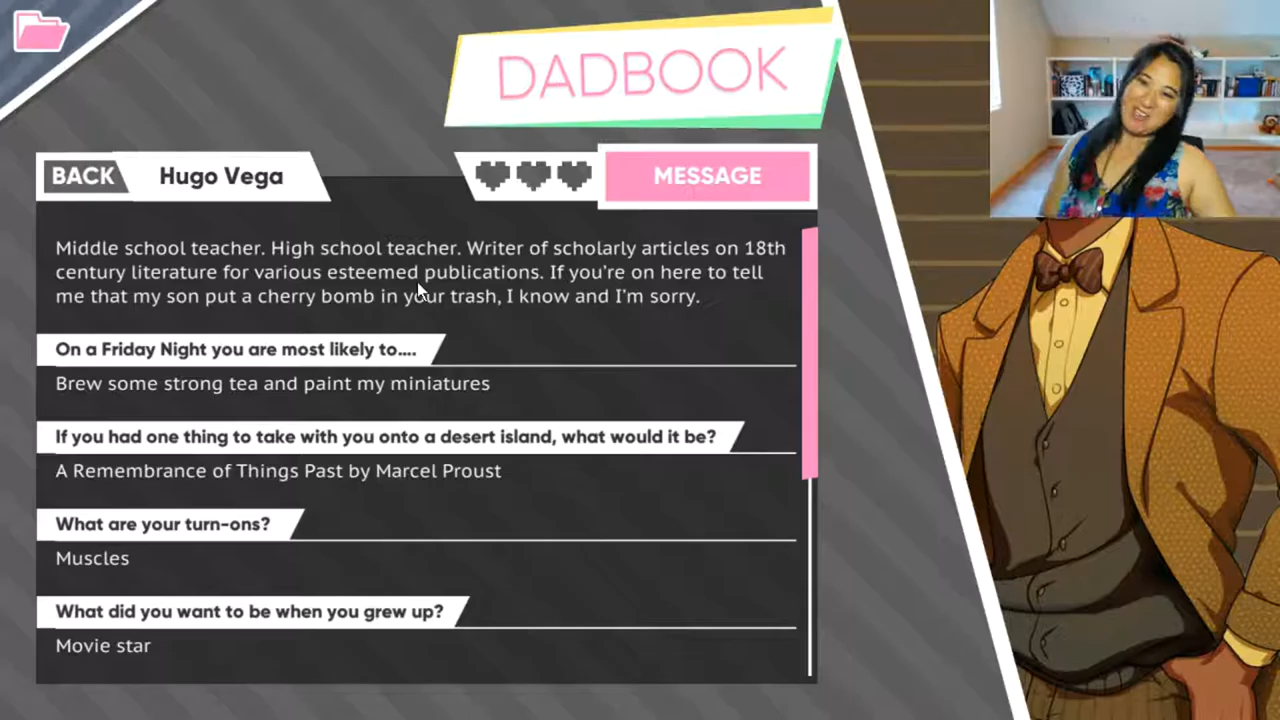 DADBOOK
BACK
Hugo Vega
MESSAGE
Middle school teacher. High school teacher. Writer of scholarly articles on 18th
century literature for various esteemed publications. If you're on here to tell
me that my son put a cherry bomb in your trash, I know and I'm sorry.
On a Friday Night you are most likely to....
Brew some strong tea and paint my miniatures
If you had one thing to take with you onto a desert island, what would it be?
A Remembrance of Things Past by Marcel Proust
What are your turn-ons?
Muscles
What did you want to be when you grew up?
Movie star